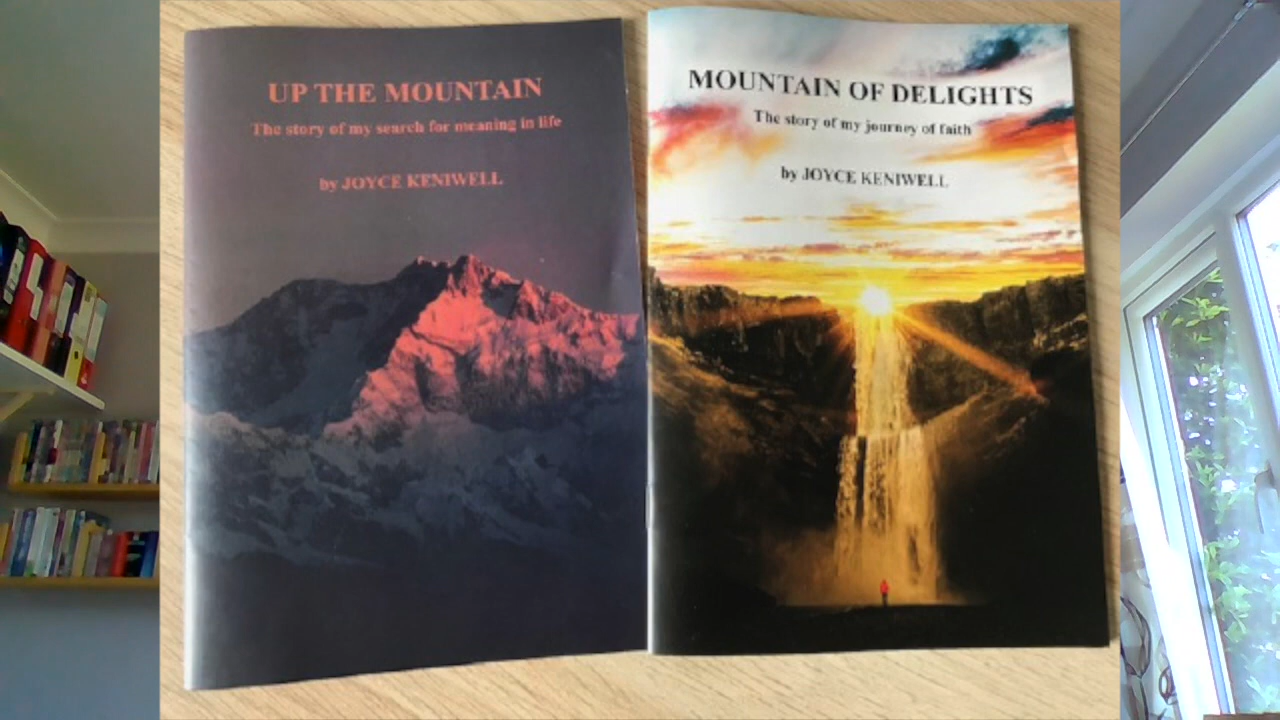 UP THE MOUNTAIN
The story of my search for meaning in life
by JOYCE KENIWELL
MOUNTAIN OF DELIGHTS
The story of my journey of faith
by JOYCE KENIWELL